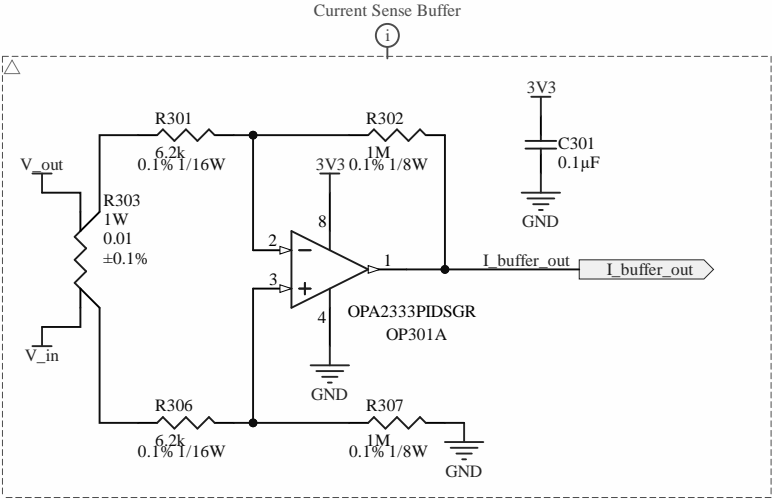 Current Sense Buffer
i
3V3
R301
6.2k
0.1% 1/16W
R302
1M
0.1% 1/8W
C301
0.1µF
GND
V_out
R303
1W
0.01
±0.1%
V_in
3V3
8
2
3
1
4
I_buffer_out
I_buffer_out
OPA2333PIDSGR
OP301A
GND
R306
6.2k
0.1% 1/16W
R307
1M
0.1% 1/8W
GND